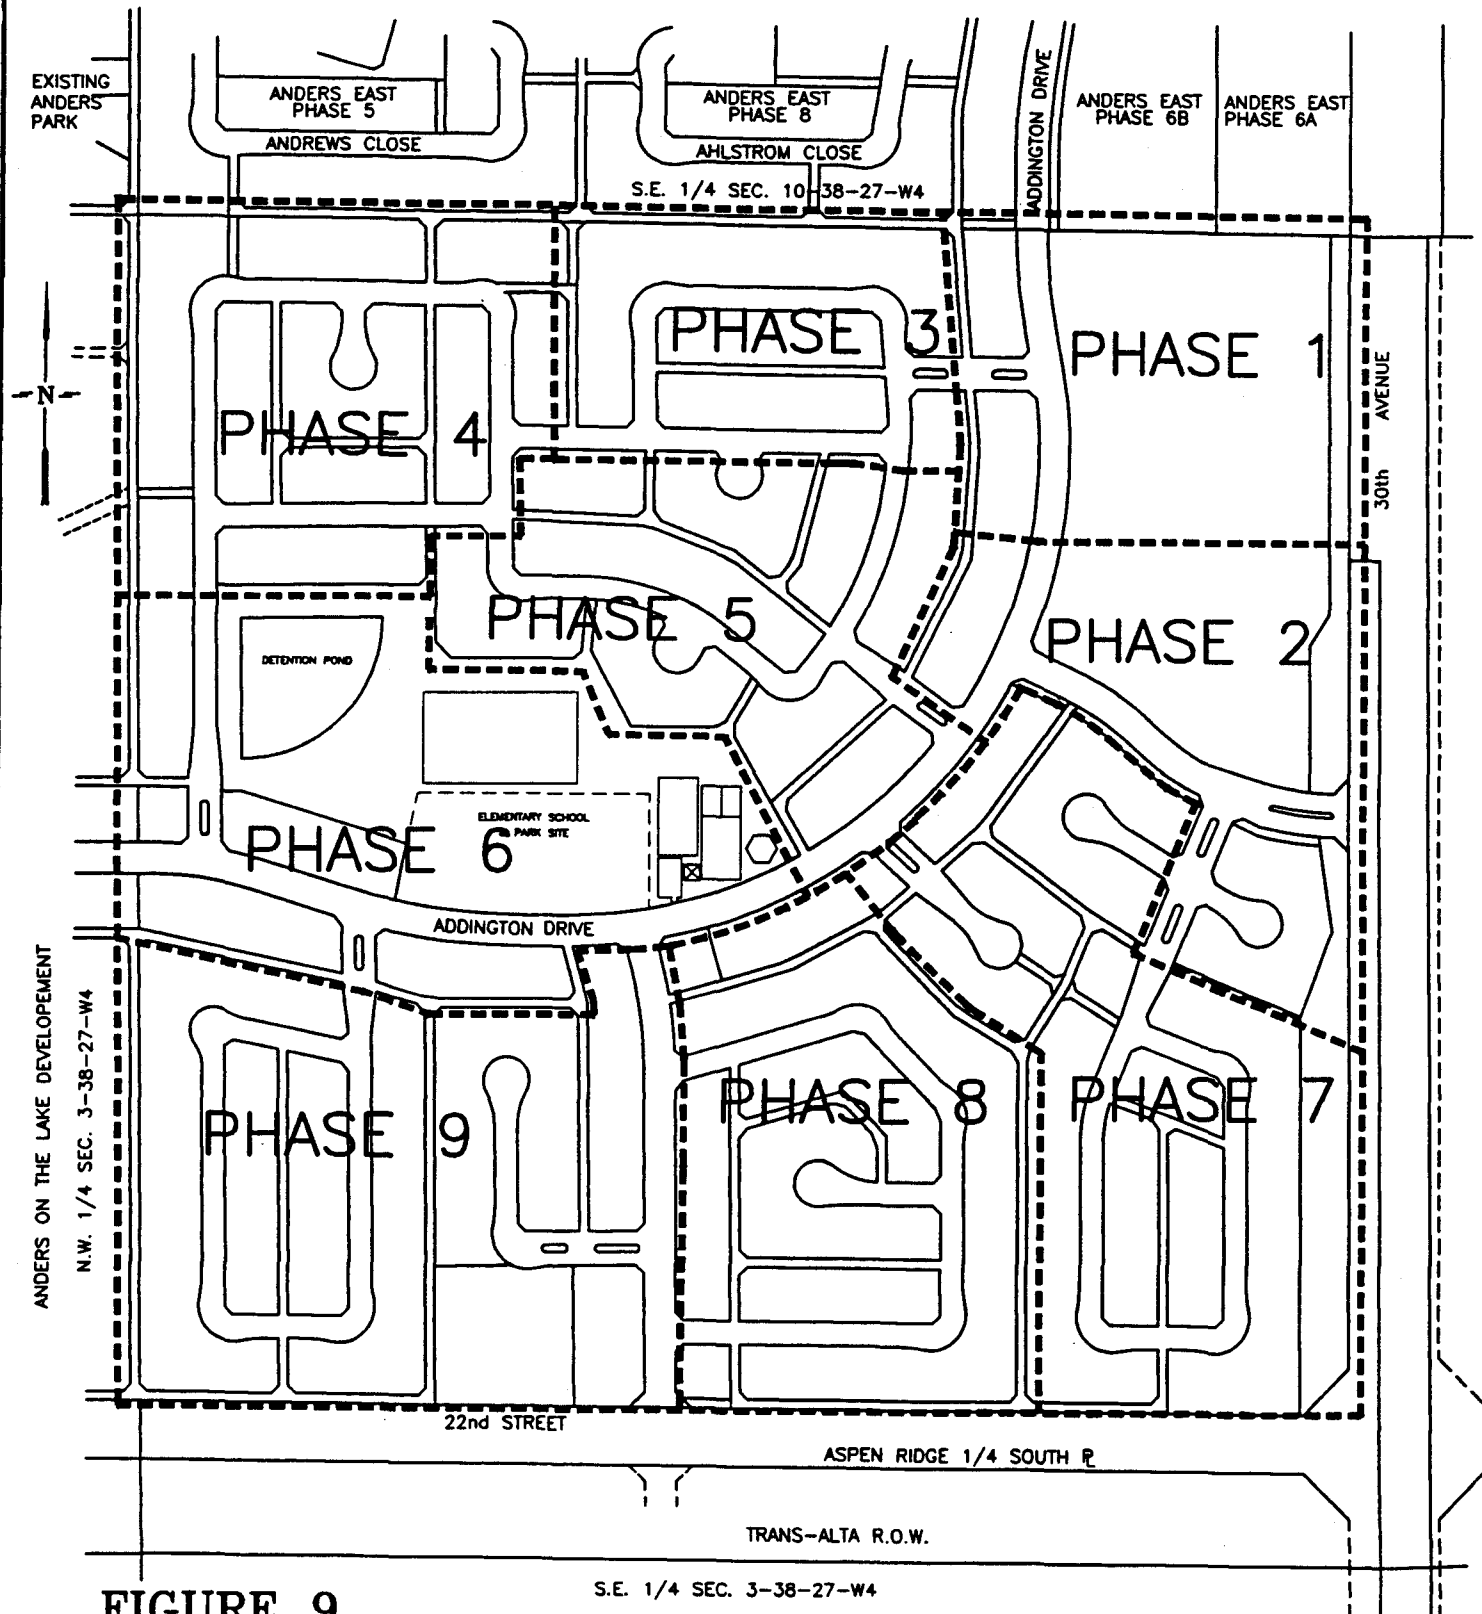 EXISTING
ANDERS
PARK
ANDERS EAST
PHASE 5
ANDREWS CLOSE
ANDERS EAST
PHASE 8
AHLSTROM CLOSE
ADDINGTON DRIVE
ANDERS EAST
PHASE 6B
ANDERS EAST
PHASE 6A
S.E. 1/4 SEC. 10-38-27-W4
N
PHASE 3
PHASE 1
30th AVENUE
PHASE 4
PHASE 5
PHASE 2
DETENTION POND
ELEMENTARY SCHOOL
& PARK SITE
PHASE 6
ADDINGTON DRIVE
ANDERS ON THE LAKE DEVELOPEMENT
N.W. 1/4 SEC. 3-38-27-W4
PHASE 9
PHASE 8
PHASE 7
22nd STREET
ASPEN RIDGE 1/4 SOUTH PL
TRANS-ALTA R.O.W.
S.E. 1/4 SEC. 3-38-27-W4
FIGURE 9